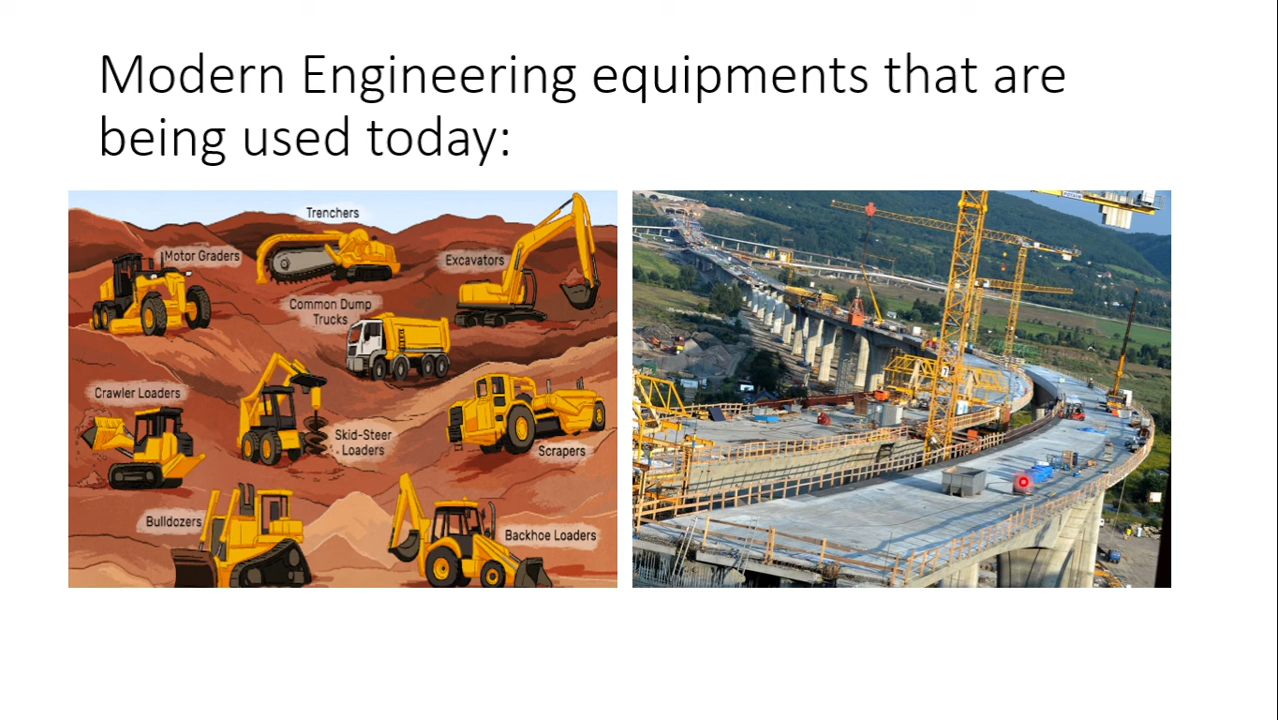 Modern Engineering equipments that are
being used today:
Trenchers
Motor Graders
Excavators
Common Dump
Trucks
Crawler Loaders
Skid-Steer
Loaders
Scrapers
Bulldozers
Backhoe Loaders